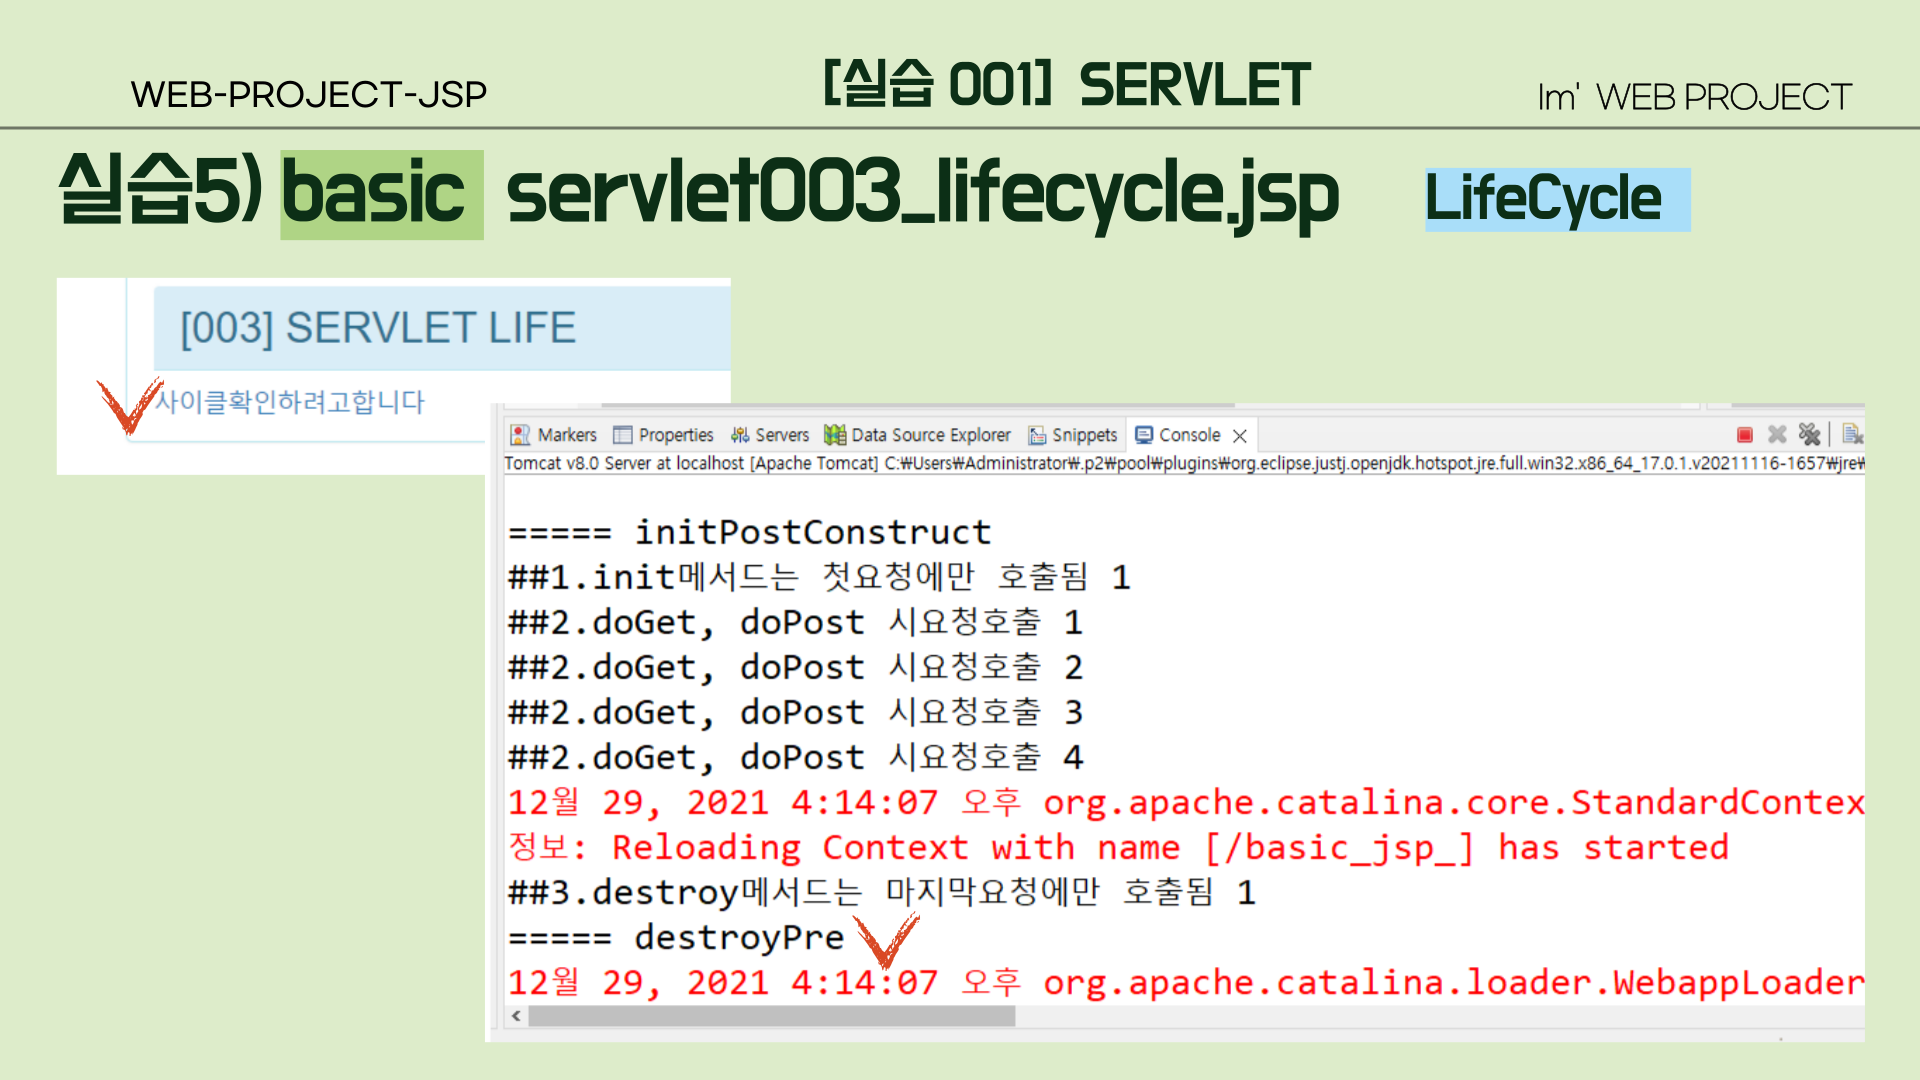 WEB-PROJECT-JSP
[실습 001] SERVLET
Im' WEB PROJECT
실습5) basic servlet003_lifecycle.jsp
LifeCycle
[003] SERVLET LIFE
사이클확인하려고합니다
Markers Properties Servers Data Source Explorer Snippets Console
Tomcat v8.0 Server at localhost [Apache Tomcat] C:₩Users₩Administrator₩.p2₩pool₩plugins₩org.eclipse.justj.openjdk.hotspot.jre.full.win32.x86_64_17.0.1.v20211116-1657₩jre₩
===== initPostConstruct
##1.init메서드는 첫요청에만 호출됨 1
##2.doGet, doPost 시요청호출 1
##2.doGet, doPost 시요청호출 2
##2.doGet, doPost 시요청호출 3
##2.doGet, doPost 시요청호출 4
12월 29, 2021 4:14:07 오후 org.apache.catalina.core.StandardContex
정보: Reloading Context with name [/basic_jsp_] has started
##3.destroy메서드는 마지막요청에만 호출됨 1
===== destroyPre
12월 29, 2021 4:14:07 오후 org.apache.catalina.loader.WebappLoader